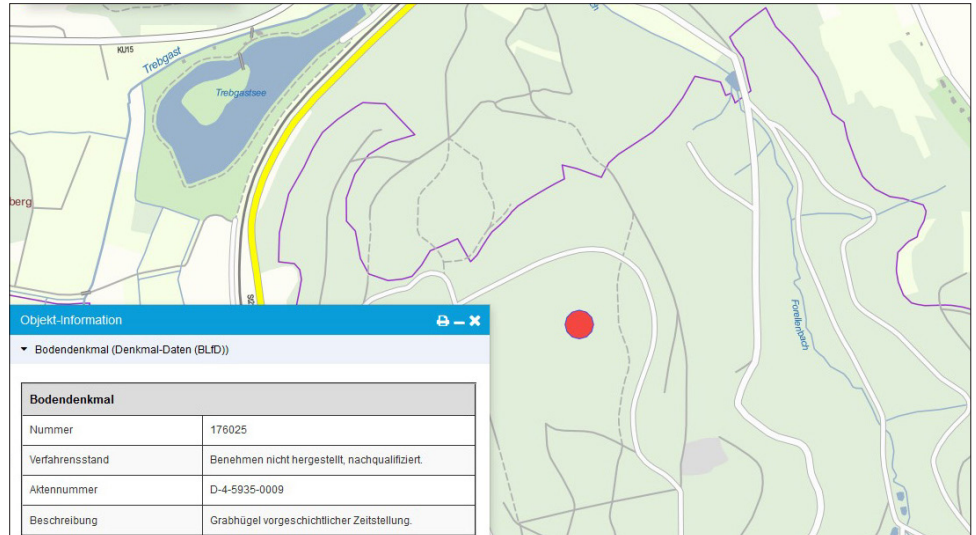 KU15
Trebgast
Trebgastsee
berg
Forellenbach
Objekt-Information
Bodendenkmal (Denkmal-Daten (BLfD))
Bodendenkmal
Nummer 176025
Verfahrensstand Benehmen nicht hergestellt, nachqualifiziert.
Aktennummer D-4-5935-0009
Beschreibung Grabhügel vorgeschichtlicher Zeitstellung.